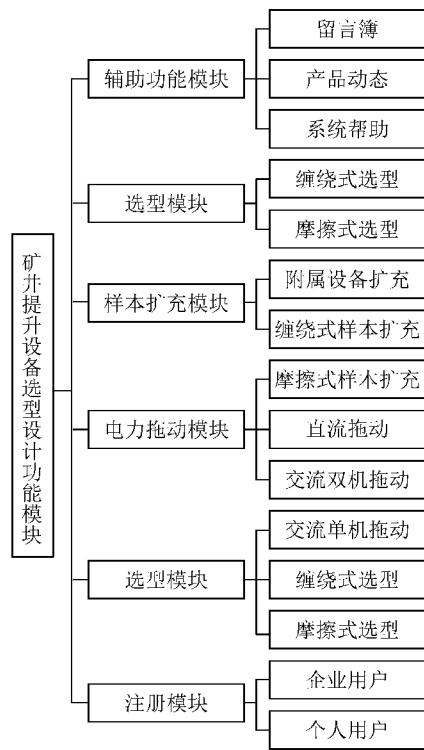 矿井提升设备选型设计功能模块
辅助功能模块
留言簿
产品动态
系统帮助
选型模块
缠绕式选型
摩擦式选型
样本扩充模块
附属设备扩充
缠绕式样本扩充
电力拖动模块
摩擦式样本扩充
直流拖动
交流双机拖动
选型模块
交流单机拖动
缠绕式选型
摩擦式选型
注册模块
企业用户
个人用户